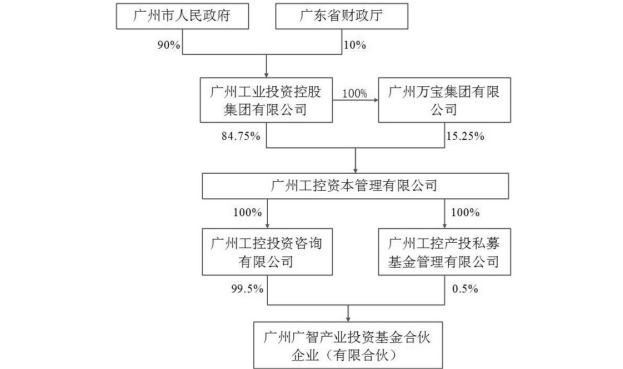 广州市人民政府
广东省财政厅
90%
10%
广州工业投资控股
集团有限公司
100%
广州万宝集团有限
公司
84.75%
15.25%
广州工控资本管理有限公司
100%
100%
广州工控投资咨询
有限公司
广州工控产投私募
基金管理有限公司
99.5%
0.5%
广州广智产业投资基金合伙
企业（有限合伙）